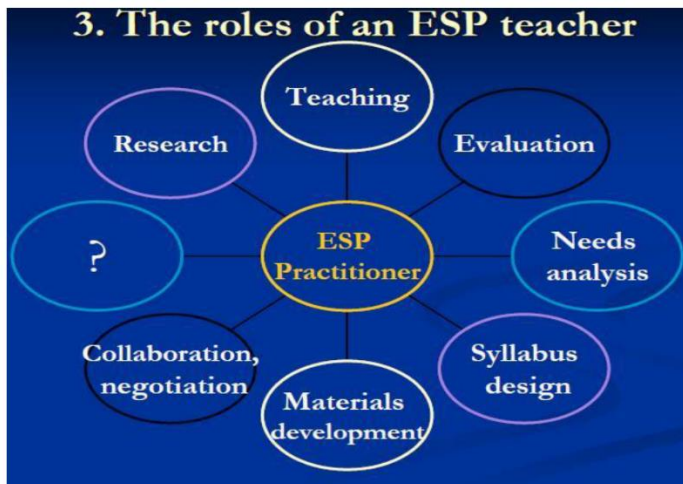 3. The roles of an ESP teacher
Teaching
Research
Evaluation
?
ESP
Practitioner
Needs
analysis
Collaboration,
negotiation
Syllabus
design
Materials
development